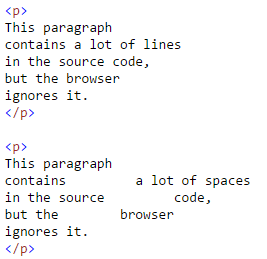 <p>
This paragraph
contains a lot of lines
in the source code,
but the browser
ignores it.
</p>

<p>
This paragraph
contains         a lot of spaces
in the source         code,
but the        browser
ignores it.
</p>